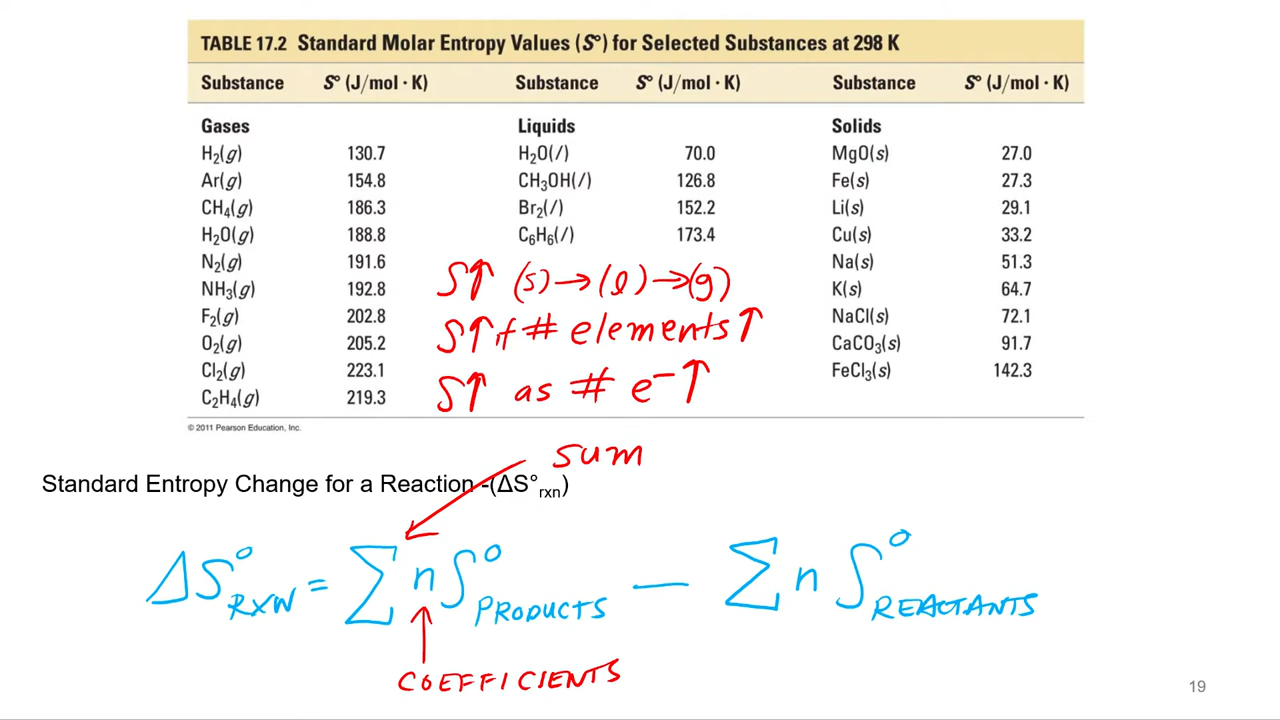 TABLE 17.2 Standard Molar Entropy Values (S°) for Selected Substances at 298 K
Substance S° (J/mol · K) Substance S° (J/mol · K) Substance S° (J/mol · K)
Gases Liquids Solids
H₂(g) 130.7 H₂O(l) 70.0 MgO(s) 27.0
Ar(g) 154.8 CH₃OH(l) 126.8 Fe(s) 27.3
CH₄(g) 186.3 Br₂(l) 152.2 Li(s) 29.1
H₂O(g) 188.8 C₆H₆(l) 173.4 Cu(s) 33.2
N₂(g) 191.6 Na(s) 51.3
NH₃(g) 192.8 K(s) 64.7
F₂(g) 202.8 NaCl(s) 72.1
O₂(g) 205.2 CaCO₃(s) 91.7
Cl₂(g) 223.1 FeCl₃(s) 142.3
C₂H₄(g) 219.3
S↑ (s)→(l)→(g)
S↑ if # elements ↑
S↑ as # e⁻ ↑
© 2011 Pearson Education, Inc.
sum
Standard Entropy Change for a Reaction -(ΔS°rxn)
ΔS°RXN = Σ n S°PRODUCTS — Σ n S°REACTANTS
COEFFICIENTS
19